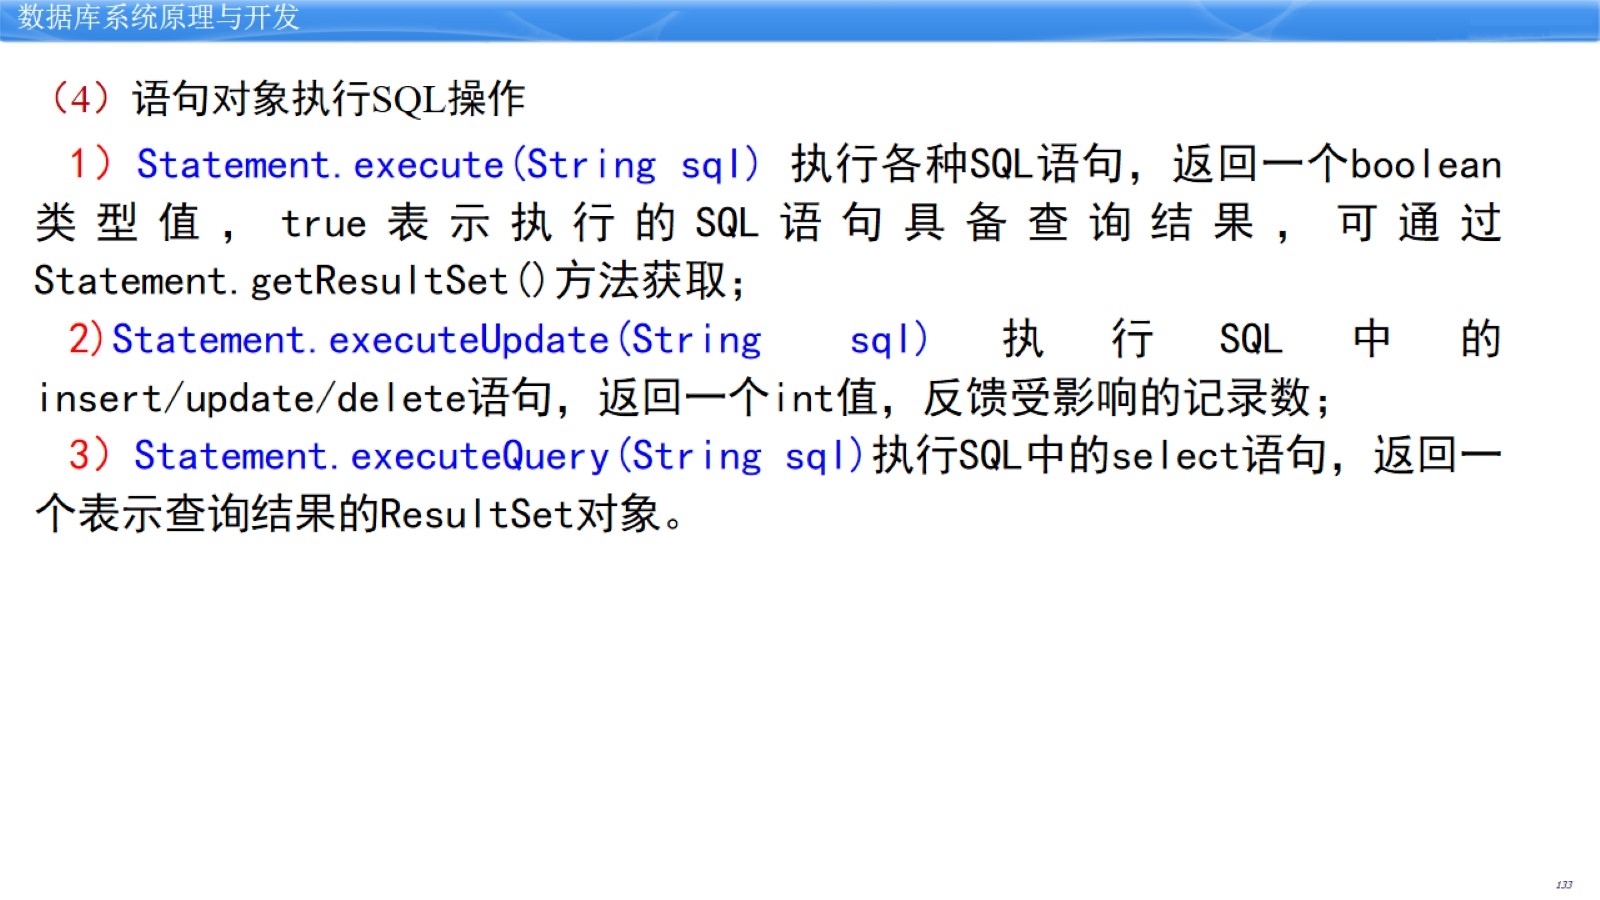 数据库系统原理与开发
（4）语句对象执行SQL操作
1）Statement.execute(String sql) 执行各种SQL语句，返回一个boolean
类型值，true表示执行的SQL语句具备查询结果，可通过
Statement.getResultSet()方法获取；
2)Statement.executeUpdate(String sql) 执行SQL中的
insert/update/delete语句，返回一个int值，反馈受影响的记录数；
3）Statement.executeQuery(String sql)执行SQL中的select语句，返回一
个表示查询结果的ResultSet对象。
133